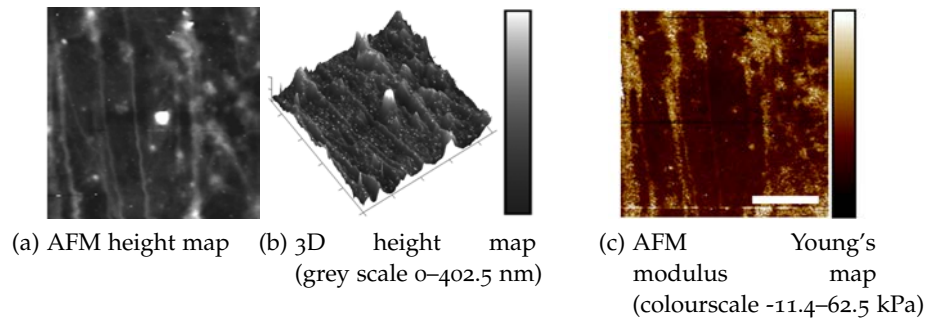 (a) AFM height map
(b) 3D height map
(grey scale 0–402.5 nm)
(c) AFM Young's
modulus map
(colourscale -11.4–62.5 kPa)